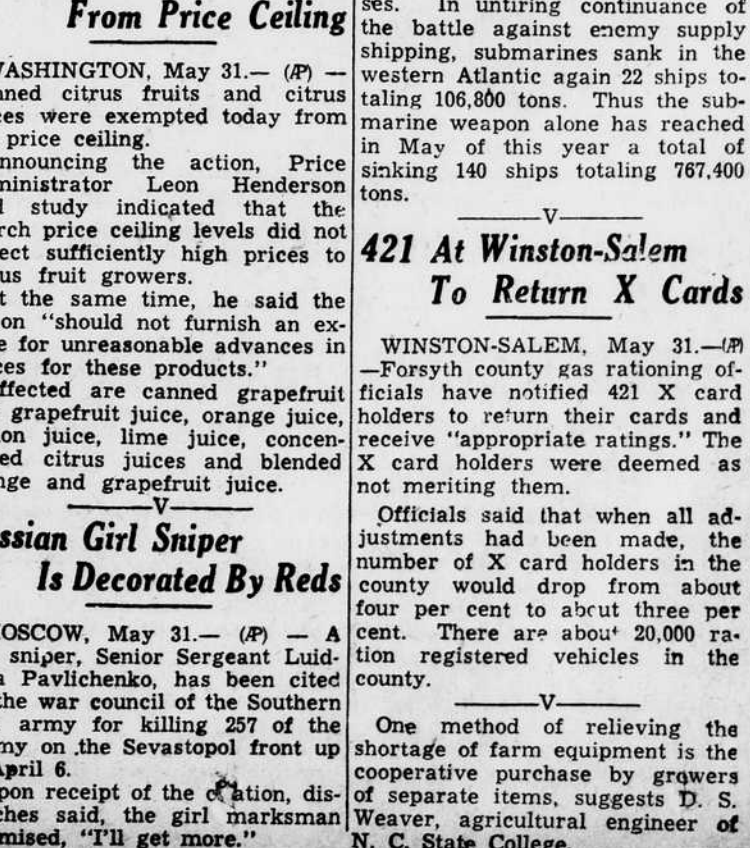 From Price Ceiling
WASHINGTON, May 31.— (AP) —
nned citrus fruits and citrus
ces were exempted today from
price ceiling.
nnouncing the action, Price
ministrator Leon Henderson
d study indicated that the
rch price ceiling levels did not
ect sufficiently high prices to
us fruit growers.
t the same time, he said the
on "should not furnish an ex-
e for unreasonable advances in
ces for these products."
ffected are canned grapefruit
grapefruit juice, orange juice,
on juice, lime juice, concen-
ed citrus juices and blended
nge and grapefruit juice.
V
ssian Girl Sniper
Is Decorated By Reds
MOSCOW, May 31.— (AP) — A
sniper, Senior Sergeant Luid-
a Pavlichenko, has been cited
the war council of the Southern
army for killing 257 of the
my on the Sevastopol front up
April 6.
pon receipt of the citation, dis-
ches said, the girl marksman
mised, "I'll get more."
ses. In untiring continuance of
the battle against enemy supply
shipping, submarines sank in the
western Atlantic again 22 ships to-
taling 106,800 tons. Thus the sub-
marine weapon alone has reached
in May of this year a total of
sinking 140 ships totaling 767,400
tons.
V
421 At Winston-Salem
To Return X Cards
WINSTON-SALEM, May 31.—(AP)
—Forsyth county gas rationing of-
ficials have notified 421 X card
holders to return their cards and
receive "appropriate ratings." The
X card holders were deemed as
not meriting them.
Officials said that when all ad-
justments had been made, the
number of X card holders in the
county would drop from about
four per cent to about three per
cent. There are about 20,000 ra-
tion registered vehicles in the
county.
V
One method of relieving the
shortage of farm equipment is the
cooperative purchase by growers
of separate items, suggests D. S.
Weaver, agricultural engineer of
N. C. State College.